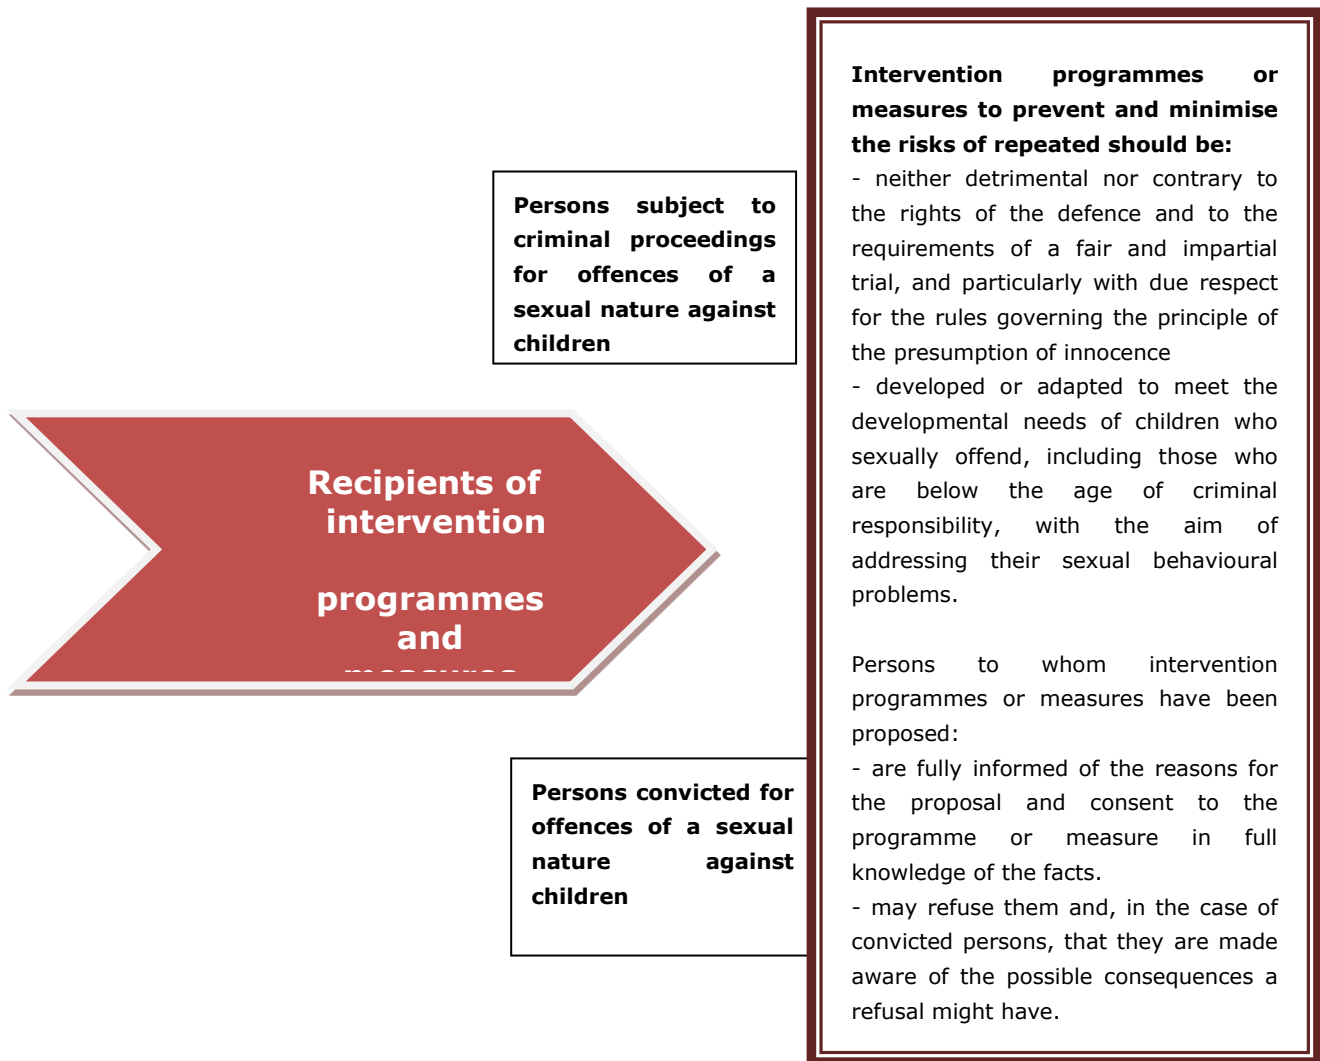 Intervention programmes or
measures to prevent and minimise
the risks of repeated should be:
- neither detrimental nor contrary to
the rights of the defence and to the
requirements of a fair and impartial
trial, and particularly with due respect
for the rules governing the principle of
the presumption of innocence
- developed or adapted to meet the
developmental needs of children who
sexually offend, including those who
are below the age of criminal
responsibility, with the aim of
addressing their sexual behavioural
problems.
Persons to whom intervention
programmes or measures have been
proposed:
- are fully informed of the reasons for
the proposal and consent to the
programme or measure in full
knowledge of the facts.
- may refuse them and, in the case of
convicted persons, that they are made
aware of the possible consequences a
refusal might have.
Persons subject to
criminal proceedings
for offences of a
sexual nature against
children
Recipients of
intervention
programmes
and
Persons convicted for
offences of a sexual
nature against
children